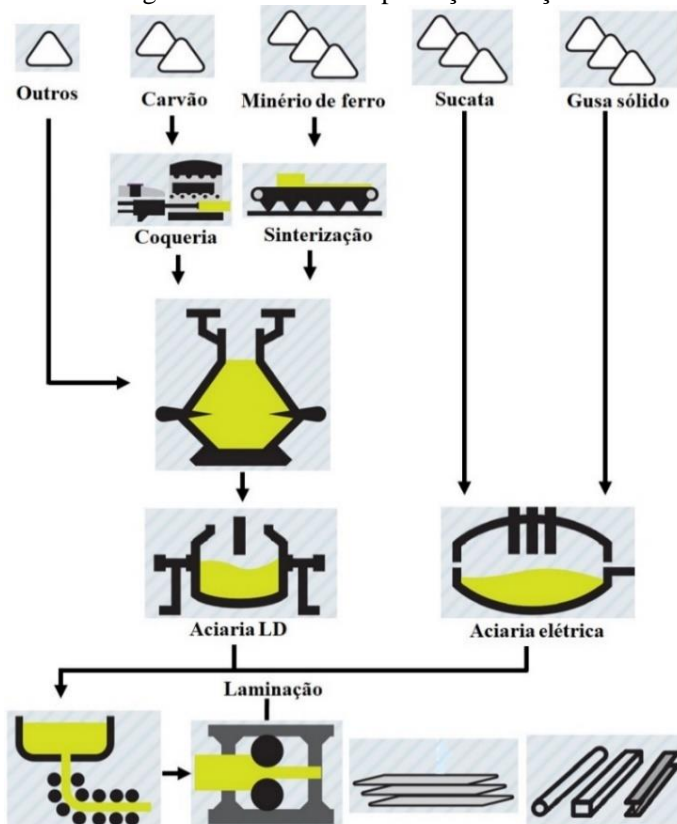 Outros
Carvão
Minério de ferro
Sucata
Gusa sólido
Coqueria
Sinterização
Aciaria LD
Aciaria elétrica
Laminação